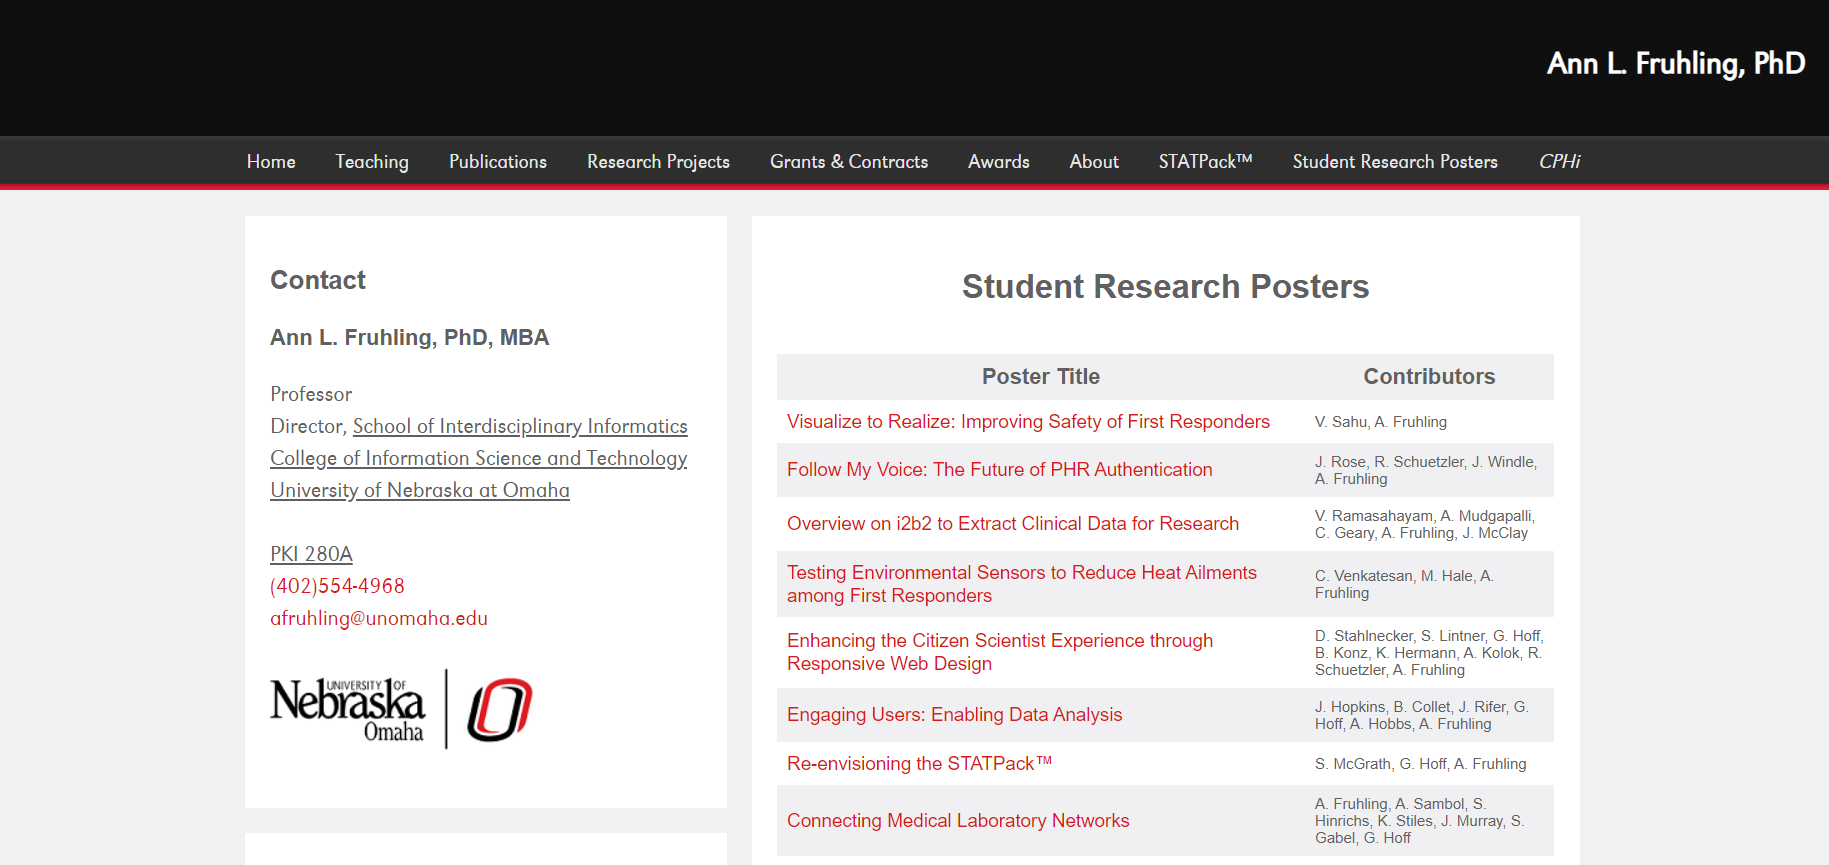 Ann L. Fruhling, PhD
Home Teaching Publications Research Projects Grants & Contracts Awards About STATPack™ Student Research Posters CPHi
Contact
Ann L. Fruhling, PhD, MBA
Professor
Director, School of Interdisciplinary Informatics
College of Information Science and Technology
University of Nebraska at Omaha
PKI 280A
(402)554-4968
afruhling@unomaha.edu
UNIVERSITY OF
Nebraska
Omaha
Student Research Posters
Poster Title Contributors
Visualize to Realize: Improving Safety of First Responders
V. Sahu, A. Fruhling
Follow My Voice: The Future of PHR Authentication
J. Rose, R. Schuetzler, J. Windle,
A. Fruhling
Overview on i2b2 to Extract Clinical Data for Research
V. Ramasahayam, A. Mudgapalli,
C. Geary, A. Fruhling, J. McClay
Testing Environmental Sensors to Reduce Heat Ailments
among First Responders
C. Venkatesan, M. Hale, A.
Fruhling
Enhancing the Citizen Scientist Experience through
Responsive Web Design
D. Stahlnecker, S. Lintner, G. Hoff,
B. Konz, K. Hermann, A. Kolok, R.
Schuetzler, A. Fruhling
Engaging Users: Enabling Data Analysis
J. Hopkins, B. Collet, J. Rifer, G.
Hoff, A. Hobbs, A. Fruhling
Re-envisioning the STATPack™
S. McGrath, G. Hoff, A. Fruhling
Connecting Medical Laboratory Networks
A. Fruhling, A. Sambol, S.
Hinrichs, K. Stiles, J. Murray, S.
Gabel, G. Hoff